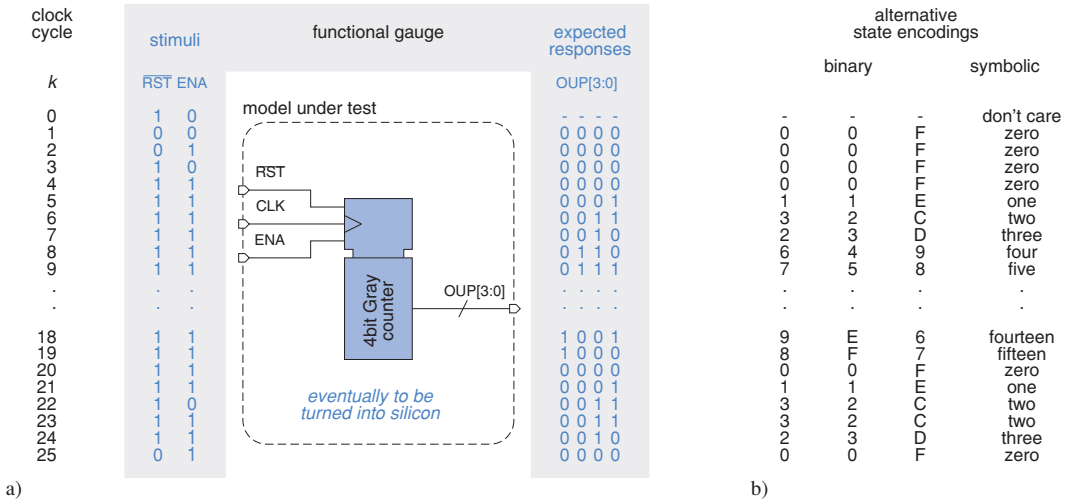 clock cycle
stimuli
functional gauge
expected responses
alternative state encodings
binary symbolic
k R̅S̅T̅ ENA OUP[3:0]
model under test
0 1 0 - - - - - - - don't care
1 0 0 0 0 0 0 0 0 F zero
2 0 1 0 0 0 0 0 0 F zero
3 1 0 0 0 0 0 0 0 F zero
4 1 1 0 0 0 0 0 0 F zero
5 1 1 0 0 0 1 1 1 E one
6 1 1 0 0 1 1 3 2 C two
7 1 1 0 0 1 0 2 3 D three
8 1 1 0 1 1 0 6 4 9 four
9 1 1 0 1 1 1 7 5 8 five
. . . . . . . . . . .
. . . . . . . . . . .
18 1 1 1 0 0 1 9 E 6 fourteen
19 1 1 1 0 0 0 8 F 7 fifteen
20 1 1 0 0 0 0 0 0 F zero
21 1 1 0 0 0 1 1 1 E one
22 1 0 0 0 1 1 3 2 C two
23 1 1 0 0 1 1 3 2 C two
24 1 1 0 0 1 0 2 3 D three
25 0 1 0 0 0 0 0 0 F zero
R̅S̅T̅
CLK
ENA
4bit Gray
counter
OUP[3:0]
eventually to be
turned into silicon
a)
b)